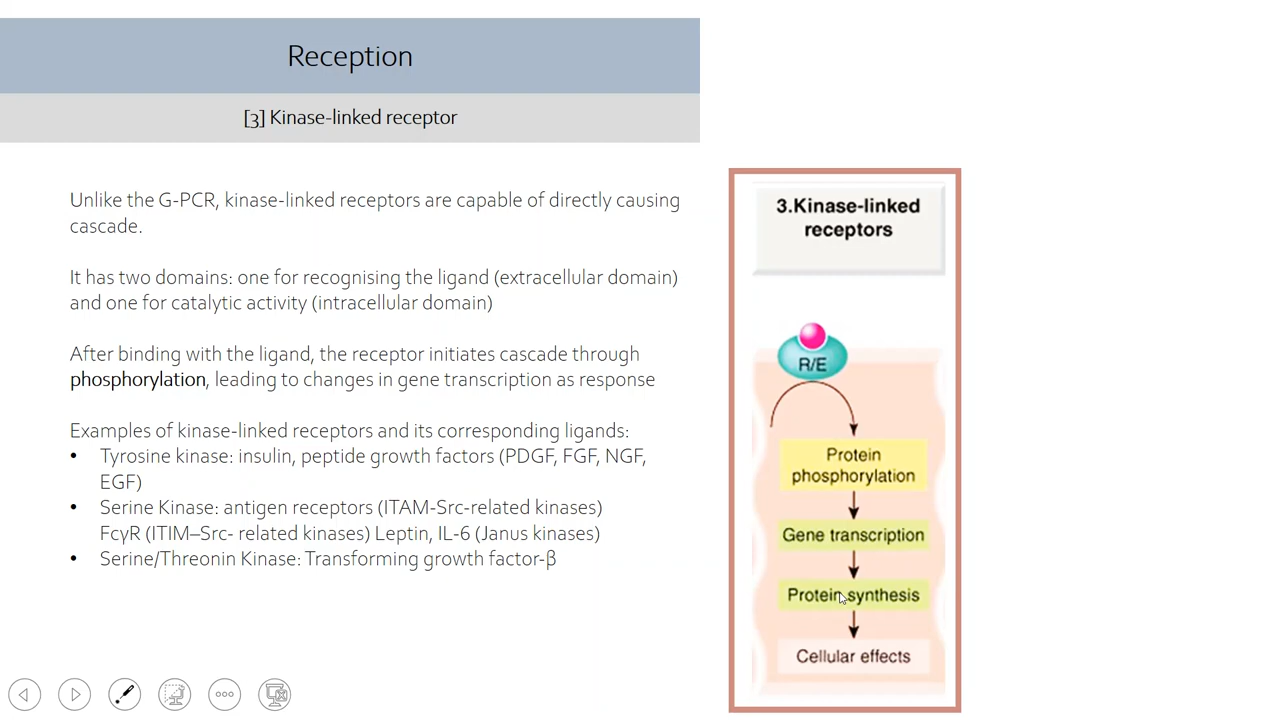 Reception
[3] Kinase-linked receptor
Unlike the G-PCR, kinase-linked receptors are capable of directly causing
cascade.
It has two domains: one for recognising the ligand (extracellular domain)
and one for catalytic activity (intracellular domain)
After binding with the ligand, the receptor initiates cascade through
phosphorylation, leading to changes in gene transcription as response
Examples of kinase-linked receptors and its corresponding ligands:
• Tyrosine kinase: insulin, peptide growth factors (PDGF, FGF, NGF,
EGF)
• Serine Kinase: antigen receptors (ITAM-Src-related kinases)
FcγR (ITIM–Src- related kinases) Leptin, IL-6 (Janus kinases)
• Serine/Threonin Kinase: Transforming growth factor-β
3.Kinase-linked
receptors
R/E
Protein
phosphorylation
Gene transcription
Protein synthesis
Cellular effects